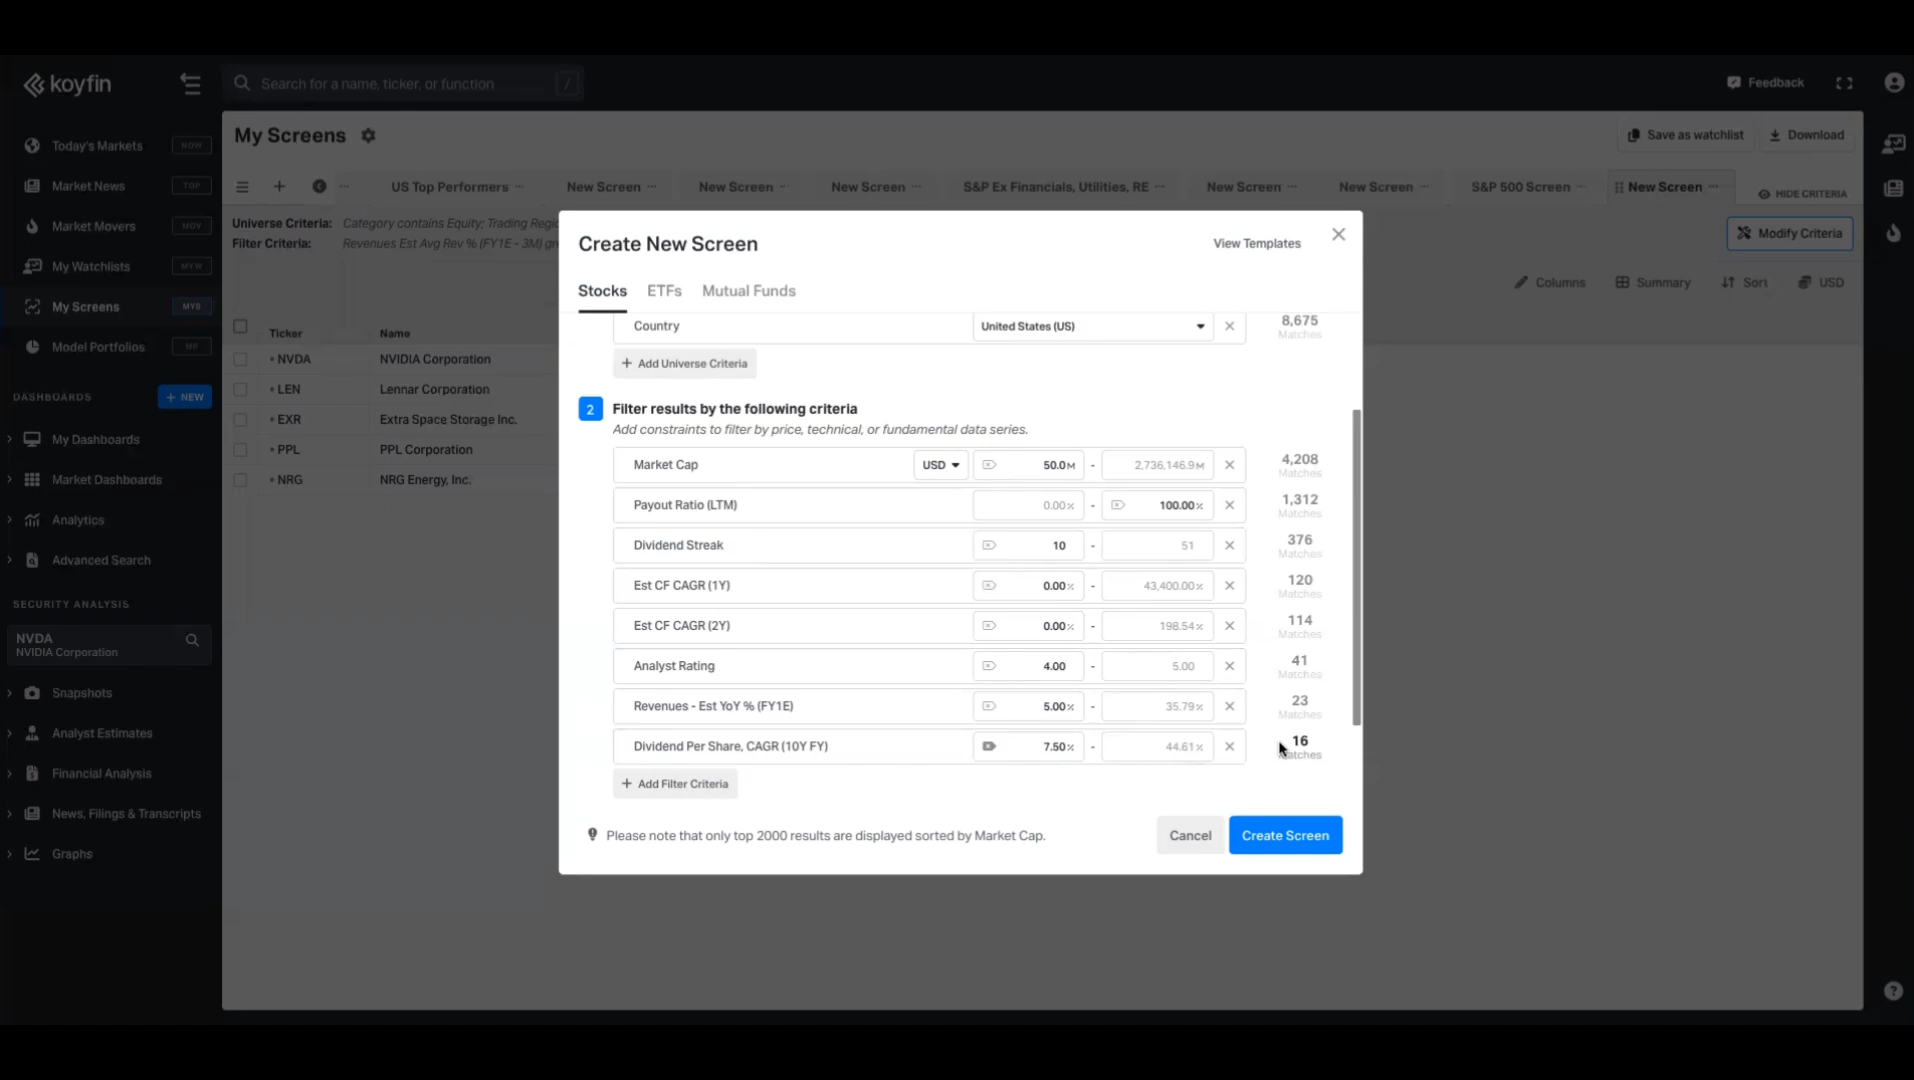 koyfin
Search for a name, ticker, or function /
Feedback
Today's Markets NOW
Market News TOP
Market Movers MOV
My Watchlists MYW
My Screens MYS
Model Portfolios MP
DASHBOARDS + NEW
My Dashboards
Market Dashboards
Analytics
Advanced Search
SECURITY ANALYSIS
NVDA
NVIDIA Corporation
Snapshots
Analyst Estimates
Financial Analysis
News, Filings & Transcripts
Graphs
My Screens
Save as watchlist Download
US Top Performers New Screen New Screen New Screen S&P Ex Financials, Utilities, RE New Screen New Screen S&P 500 Screen New Screen HIDE CRITERIA
Universe Criteria: Category contains Equity; Trading Regio
Filter Criteria: Revenues Est Avg Rev % (FY1E - 3M) gr
Modify Criteria
Columns Summary Sort USD
Ticker Name
NVDA NVIDIA Corporation
LEN Lennar Corporation
EXR Extra Space Storage Inc.
PPL PPL Corporation
NRG NRG Energy, Inc.
Create New Screen View Templates
Stocks ETFs Mutual Funds
Country United States (US) 8,675
Matches
+ Add Universe Criteria
2 Filter results by the following criteria
Add constraints to filter by price, technical, or fundamental data series.
Market Cap USD 50.0M - 2,736,146.9M 4,208
Matches
Payout Ratio (LTM) 0.00% - 100.00% 1,312
Matches
Dividend Streak 10 - 51 376
Matches
Est CF CAGR (1Y) 0.00% - 43,400.00% 120
Matches
Est CF CAGR (2Y) 0.00% - 198.54% 114
Matches
Analyst Rating 4.00 - 5.00 41
Matches
Revenues - Est YoY % (FY1E) 5.00% - 35.79% 23
Matches
Dividend Per Share, CAGR (10Y FY) 7.50% - 44.61% 16
Matches
+ Add Filter Criteria
Please note that only top 2000 results are displayed sorted by Market Cap.
Cancel Create Screen